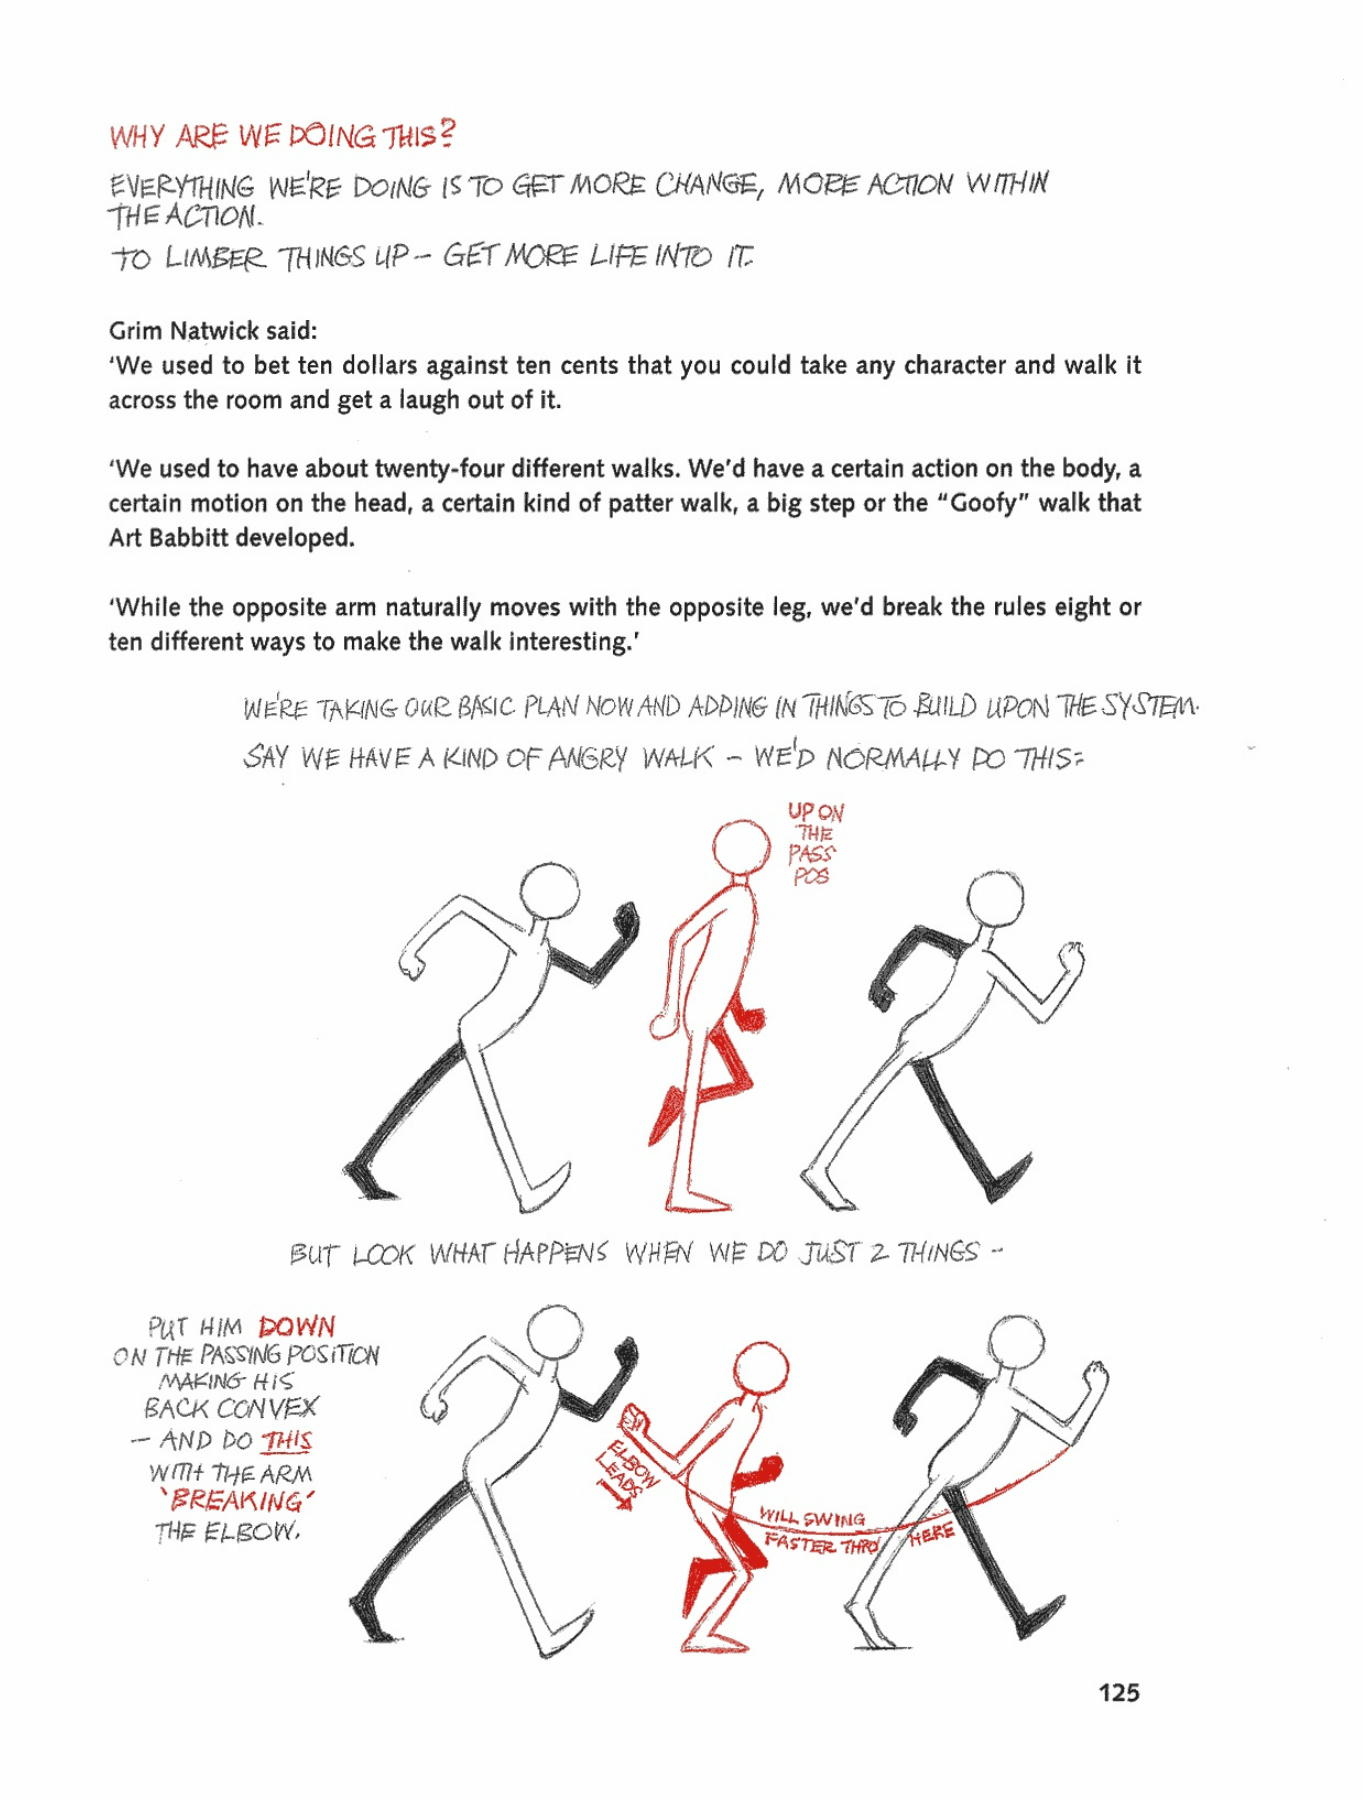 WHY ARE WE DOING THIS?
EVERYTHING WE'RE DOING IS TO GET MORE CHANGE, MORE ACTION WITHIN
THE ACTION.
TO LIMBER THINGS UP – GET MORE LIFE INTO IT.
Grim Natwick said:
‘We used to bet ten dollars against ten cents that you could take any character and walk it
across the room and get a laugh out of it.
‘We used to have about twenty-four different walks. We’d have a certain action on the body, a
certain motion on the head, a certain kind of patter walk, a big step or the “Goofy” walk that
Art Babbitt developed.
‘While the opposite arm naturally moves with the opposite leg, we’d break the rules eight or
ten different ways to make the walk interesting.’
WE'RE TAKING OUR BASIC PLAN NOW AND ADDING IN THINGS TO BUILD UPON THE SYSTEM.
SAY WE HAVE A KIND OF ANGRY WALK – WE'D NORMALLY DO THIS:
UP ON
THE
PASS
POS
BUT LOOK WHAT HAPPENS WHEN WE DO JUST 2 THINGS –
PUT HIM DOWN
ON THE PASSING POSITION
MAKING HIS
BACK CONVEX
– AND DO THIS
WITH THE ARM
'BREAKING'
THE ELBOW.
ELBOW
LEADS
WILL SWING
FASTER THRO' HERE
125